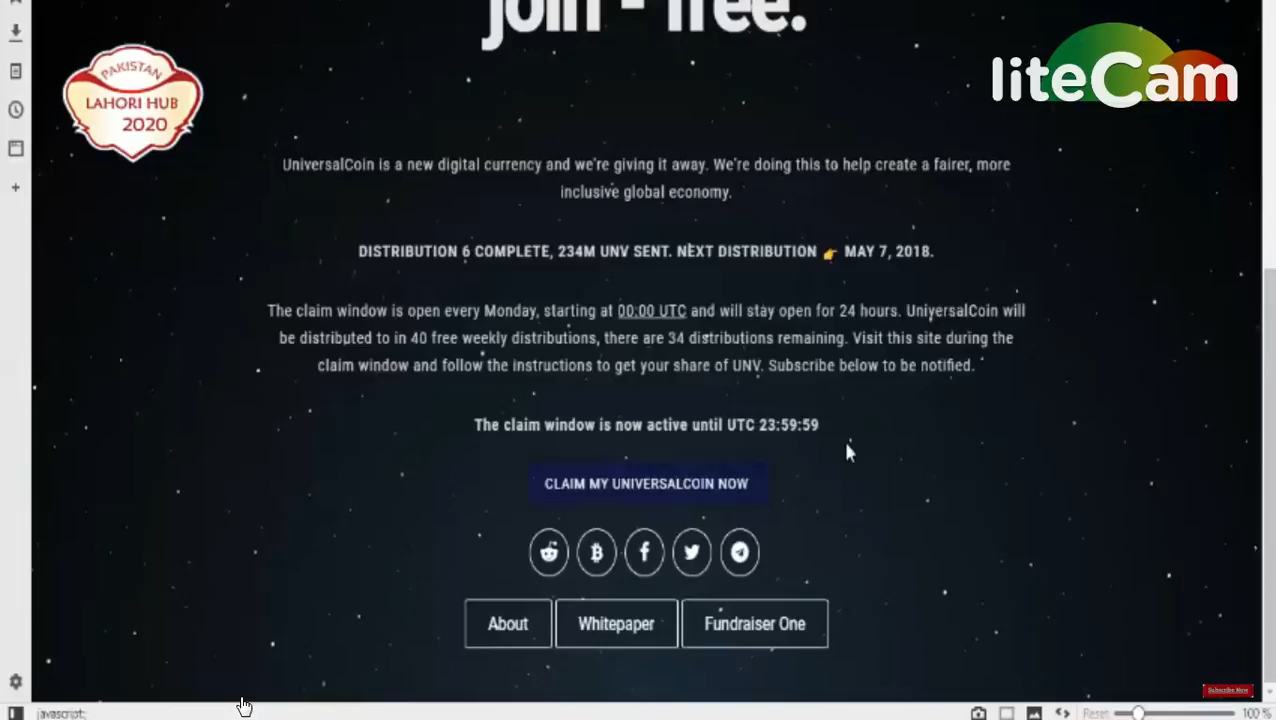 join - free.
PAKISTAN
LAHORI HUB
2020
liteCam
UniversalCoin is a new digital currency and we're giving it away. We're doing this to help create a fairer, more
inclusive global economy.
DISTRIBUTION 6 COMPLETE, 234M UNV SENT. NEXT DISTRIBUTION 👉 MAY 7, 2018.
The claim window is open every Monday, starting at 00:00 UTC and will stay open for 24 hours. UniversalCoin will
be distributed to in 40 free weekly distributions, there are 34 distributions remaining. Visit this site during the
claim window and follow the instructions to get your share of UNV. Subscribe below to be notified.
The claim window is now active until UTC 23:59:59
CLAIM MY UNIVERSALCOIN NOW
About
Whitepaper
Fundraiser One
Subscribe Now
javascript:
Reset
100 %